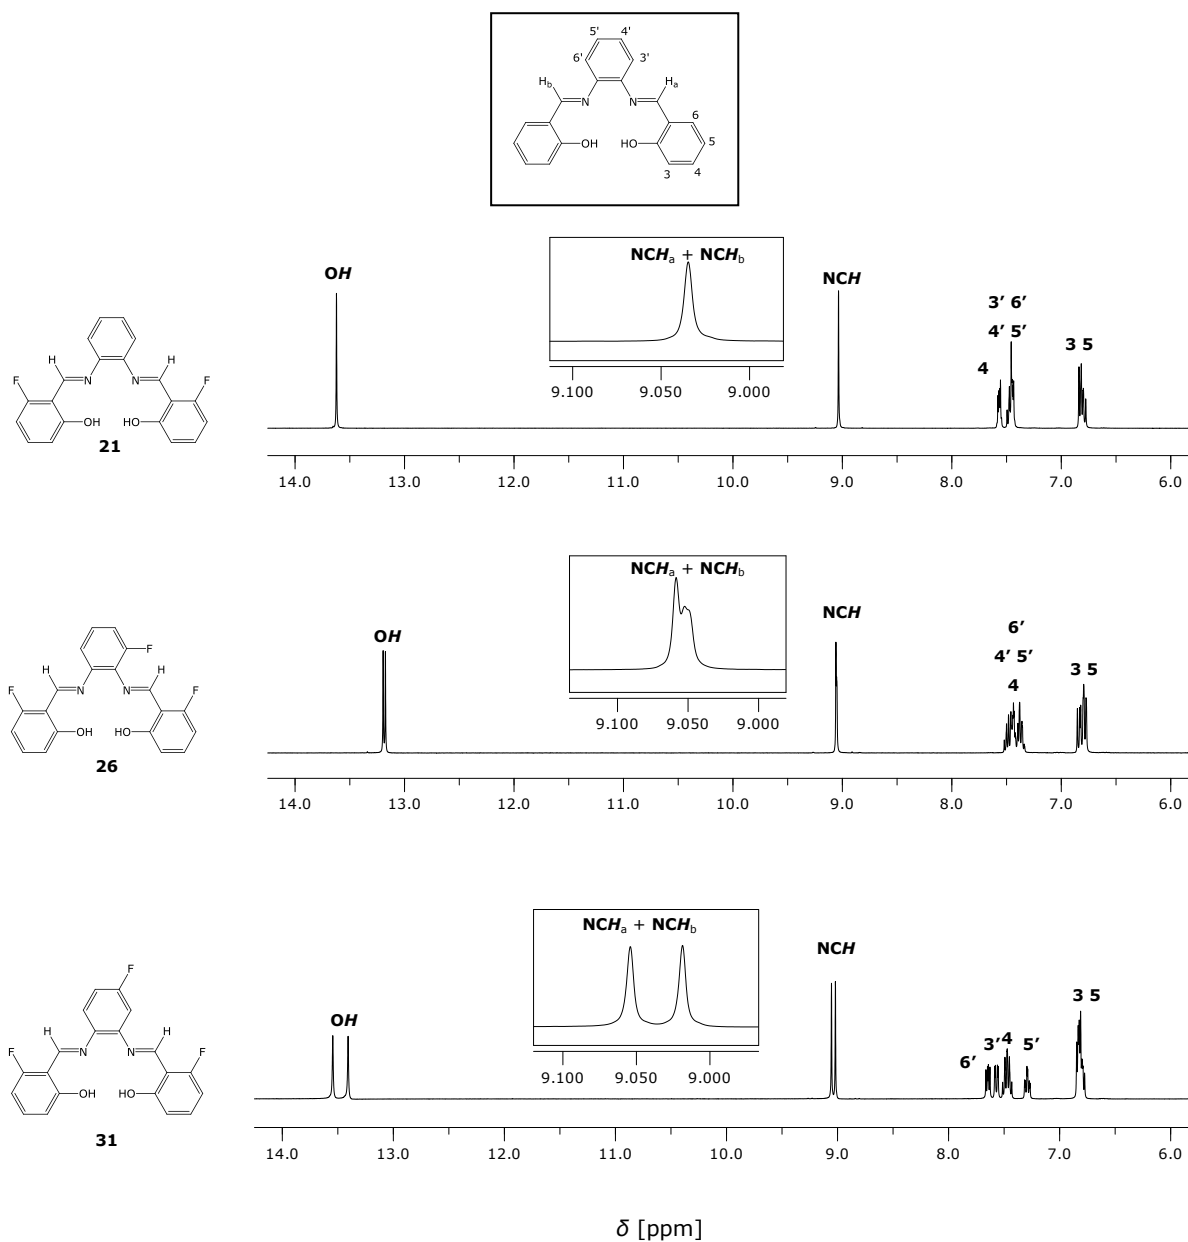 5' 4'
6' 3'
Hb Ha
N N
6
OH HO 5
3 4
NCHa + NCHb
OH
NCH
3’ 6’
4’ 5’
3 5
4
H H
F N N F
OH HO
21
9.100 9.050 9.000
14.0 13.0 12.0 11.0 10.0 9.0 8.0 7.0 6.0
NCHa + NCHb
NCH
6’
OH
4’ 5’
4
3 5
F
H H
F N N F
OH HO
26
9.100 9.050 9.000
14.0 13.0 12.0 11.0 10.0 9.0 8.0 7.0 6.0
NCHa + NCHb
NCH
F
3 5
OH
6’ 3’ 4 5’
H H
F N N F
OH HO
31
9.100 9.050 9.000
14.0 13.0 12.0 11.0 10.0 9.0 8.0 7.0 6.0
δ [ppm]